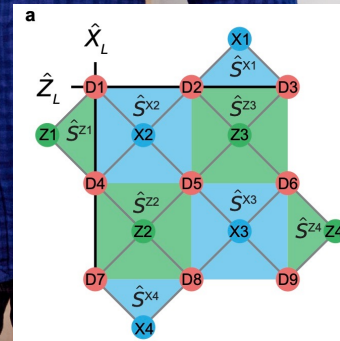 a
X̂_L
X1
Ŝ^X1
Ẑ_L
D1 D2 D3
Ŝ^X2 Ŝ^Z3
Z1 Ŝ^Z1 X2 Z3
D4 D5 D6
Ŝ^Z2 Ŝ^X3
Z2 X3 Ŝ^Z4 Z4
D7 D8 D9
Ŝ^X4
X4